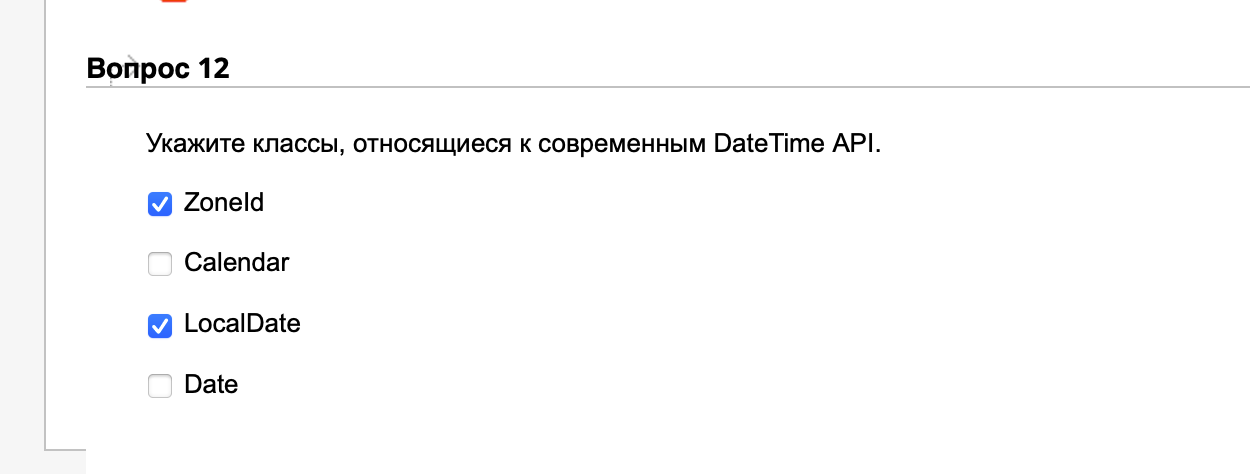 Вопрос 12
Укажите классы, относящиеся к современным DateTime API.
ZoneId
Calendar
LocalDate
Date